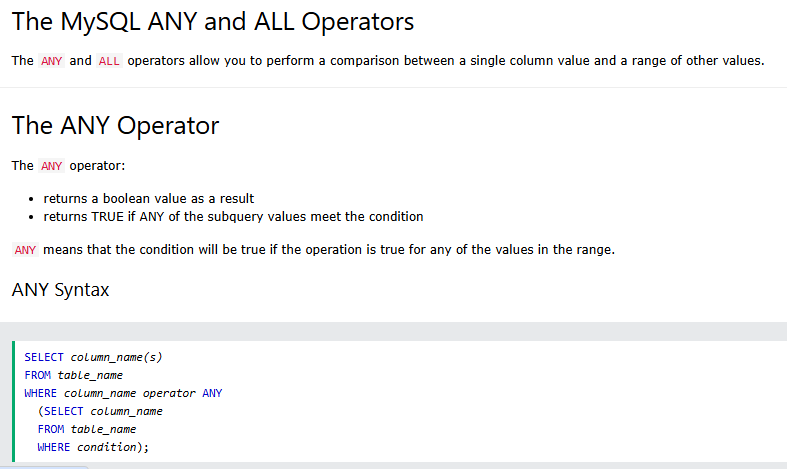 The MySQL ANY and ALL Operators
The ANY and ALL operators allow you to perform a comparison between a single column value and a range of other values.
The ANY Operator
The ANY operator:
• returns a boolean value as a result
• returns TRUE if ANY of the subquery values meet the condition
ANY means that the condition will be true if the operation is true for any of the values in the range.
ANY Syntax
SELECT column_name(s)
FROM table_name
WHERE column_name operator ANY
  (SELECT column_name
  FROM table_name
  WHERE condition);